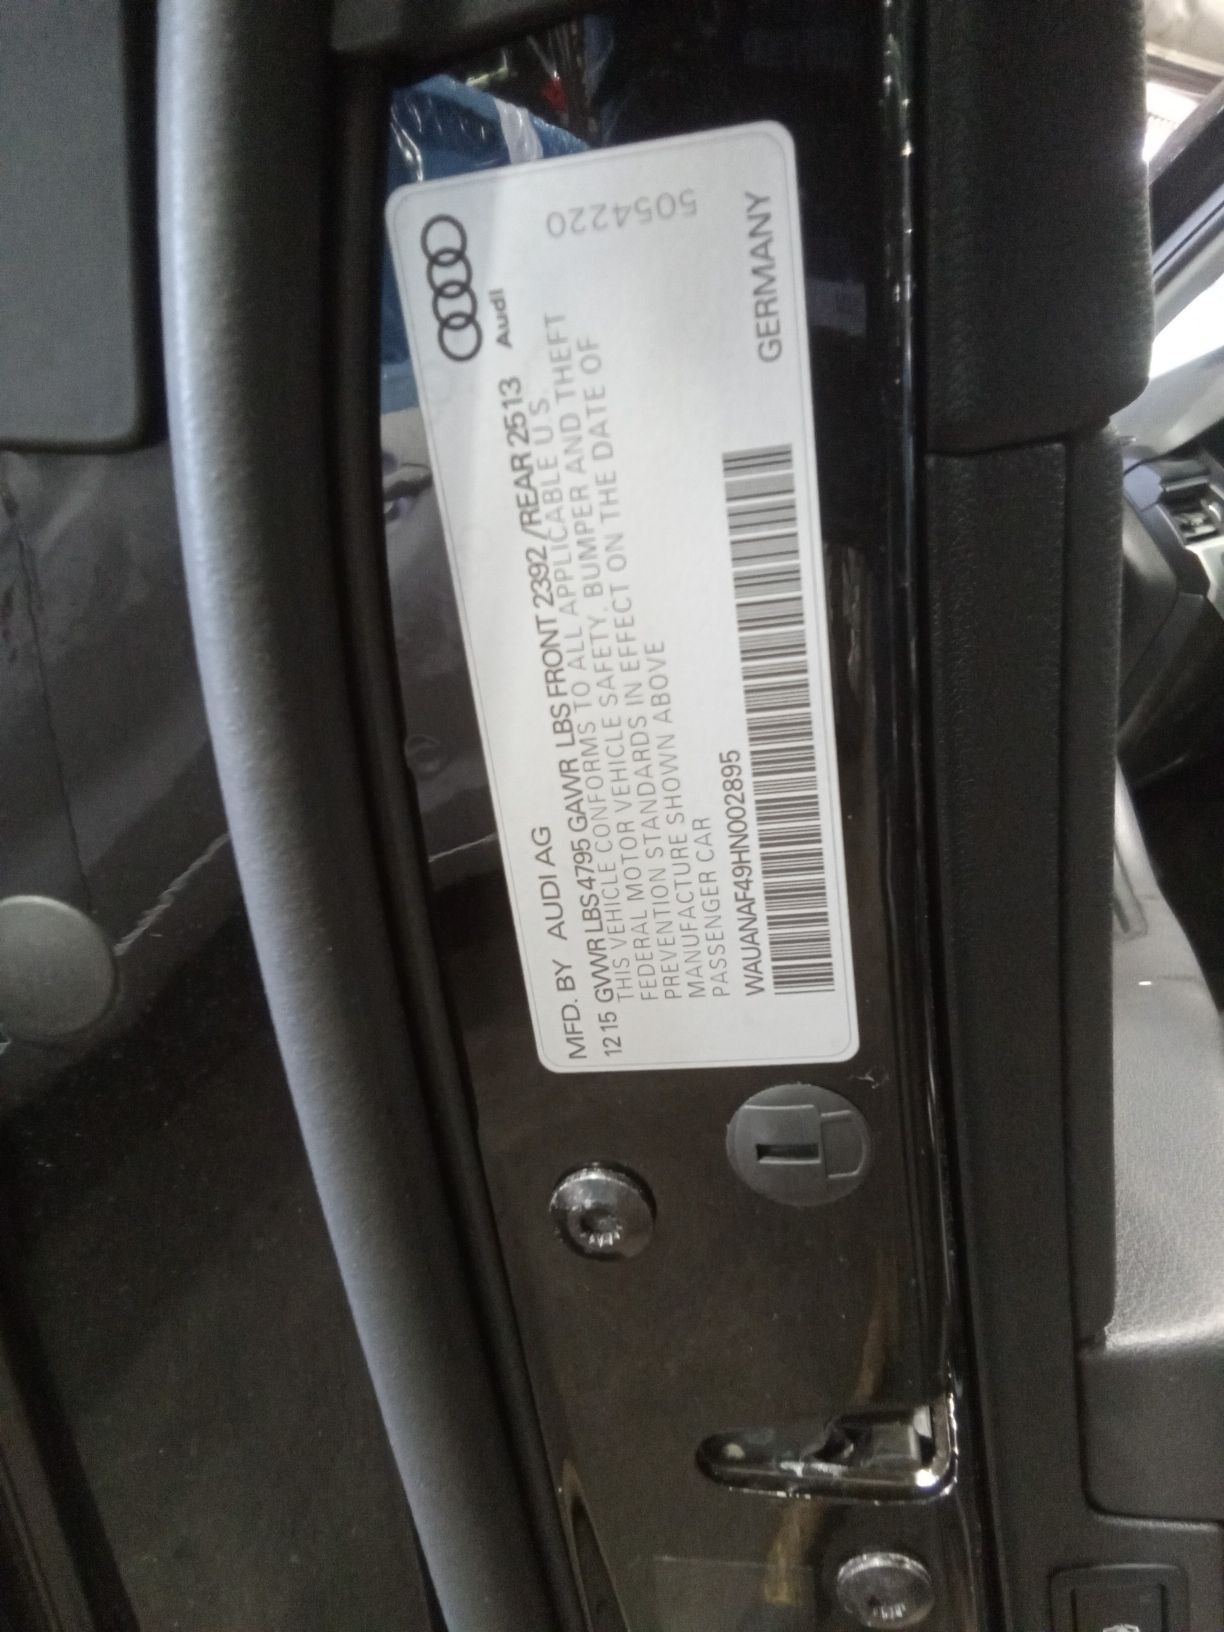 Audi
MFD. BY AUDI AG
12 15 GVWR LBS 4795 GAWR LBS FRONT 2392 /REAR 2513
THIS VEHICLE CONFORMS TO ALL APPLICABLE U.S.
FEDERAL MOTOR VEHICLE SAFETY, BUMPER AND THEFT
PREVENTION STANDARDS IN EFFECT ON THE DATE OF
MANUFACTURE SHOWN ABOVE
PASSENGER CAR
WAUANAF49HN002895
GERMANY
5054220